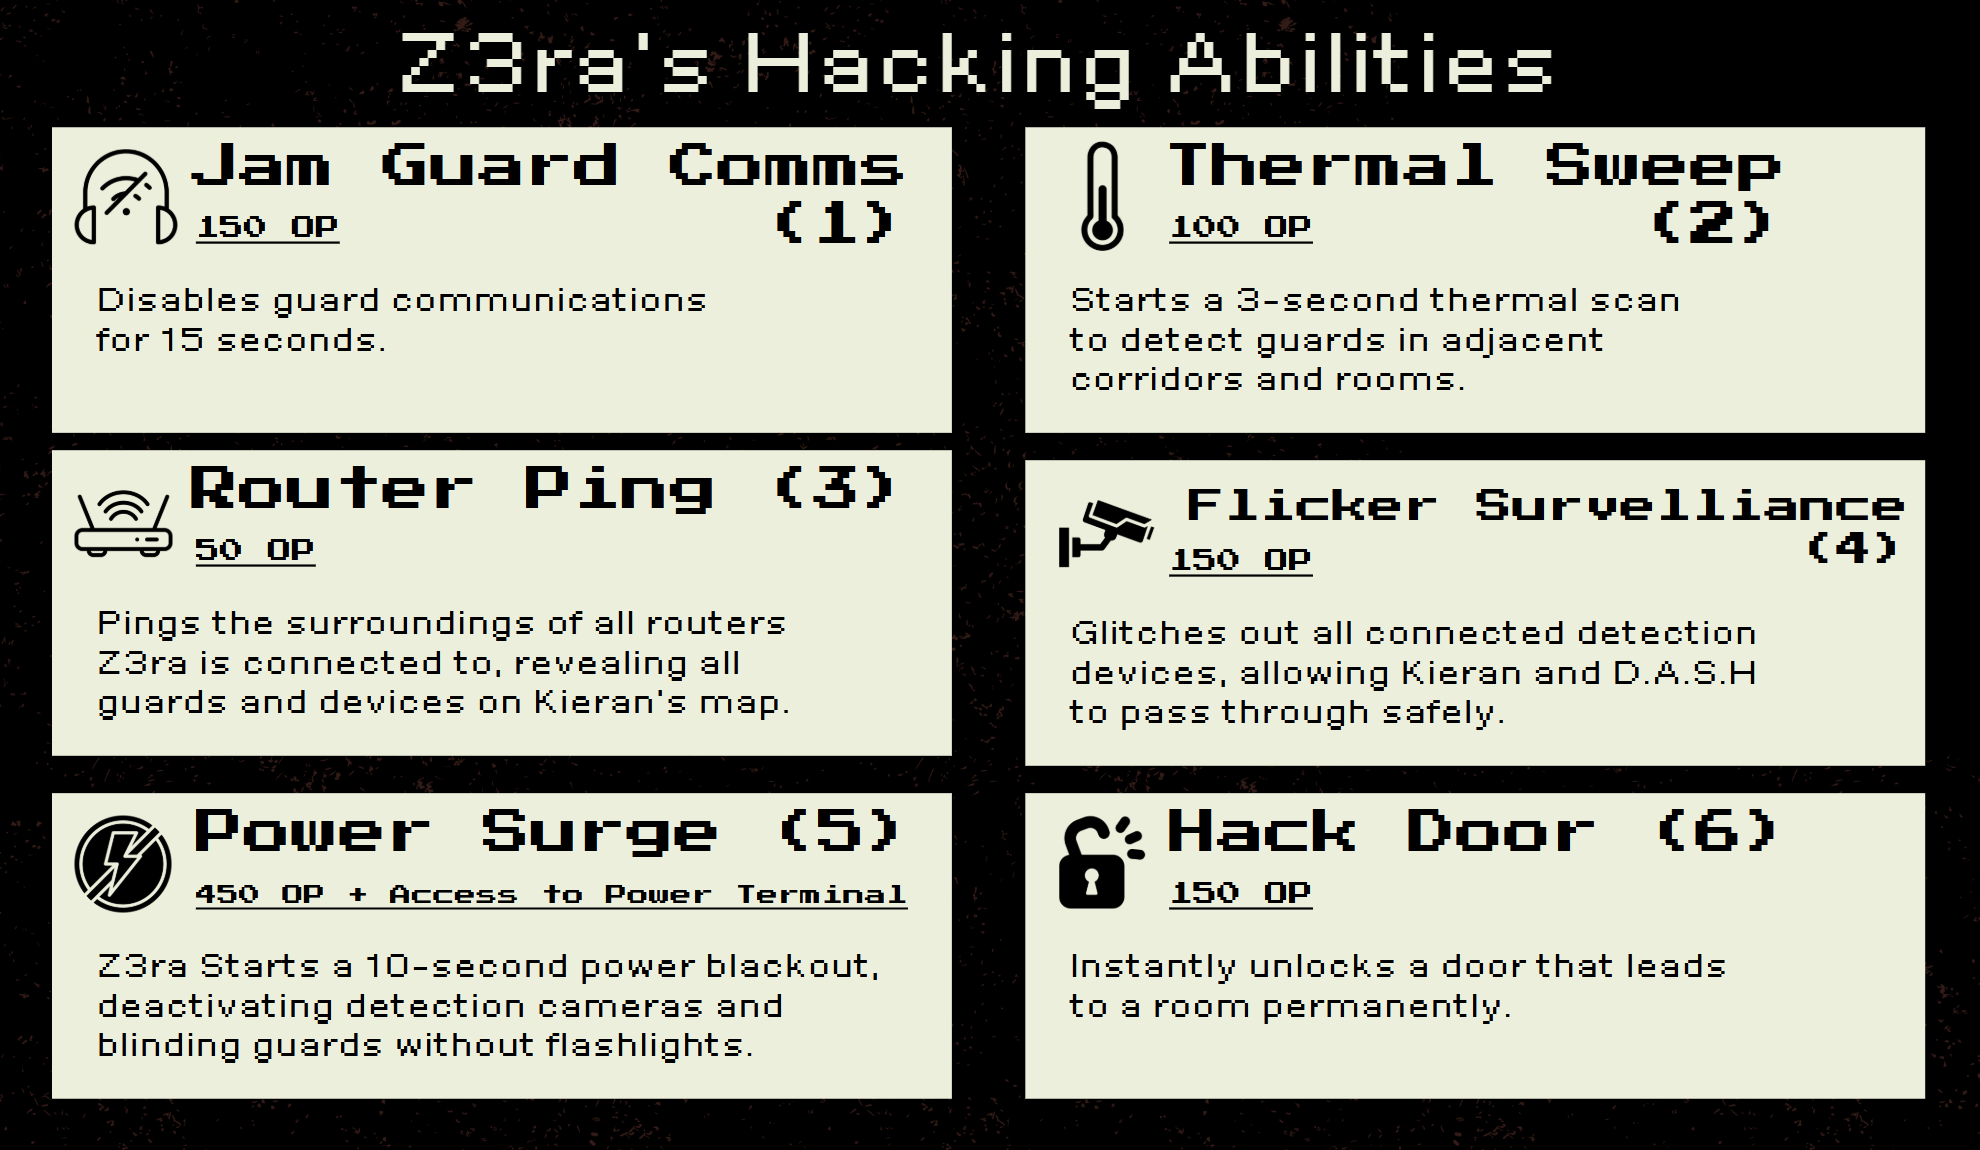 Z3ra's Hacking Abilities
Jam Guard Comms
(1)
150 OP
Disables guard communications
for 15 seconds.
Thermal Sweep
(2)
100 OP
Starts a 3-second thermal scan
to detect guards in adjacent
corridors and rooms.
Router Ping (3)
50 OP
Pings the surroundings of all routers
Z3ra is connected to, revealing all
guards and devices on Kieran's map.
Flicker Survelliance
(4)
150 OP
Glitches out all connected detection
devices, allowing Kieran and D.A.S.H
to pass through safely.
Power Surge (5)
450 OP + Access to Power Terminal
Z3ra Starts a 10-second power blackout,
deactivating detection cameras and
blinding guards without flashlights.
Hack Door (6)
150 OP
Instantly unlocks a door that leads
to a room permanently.